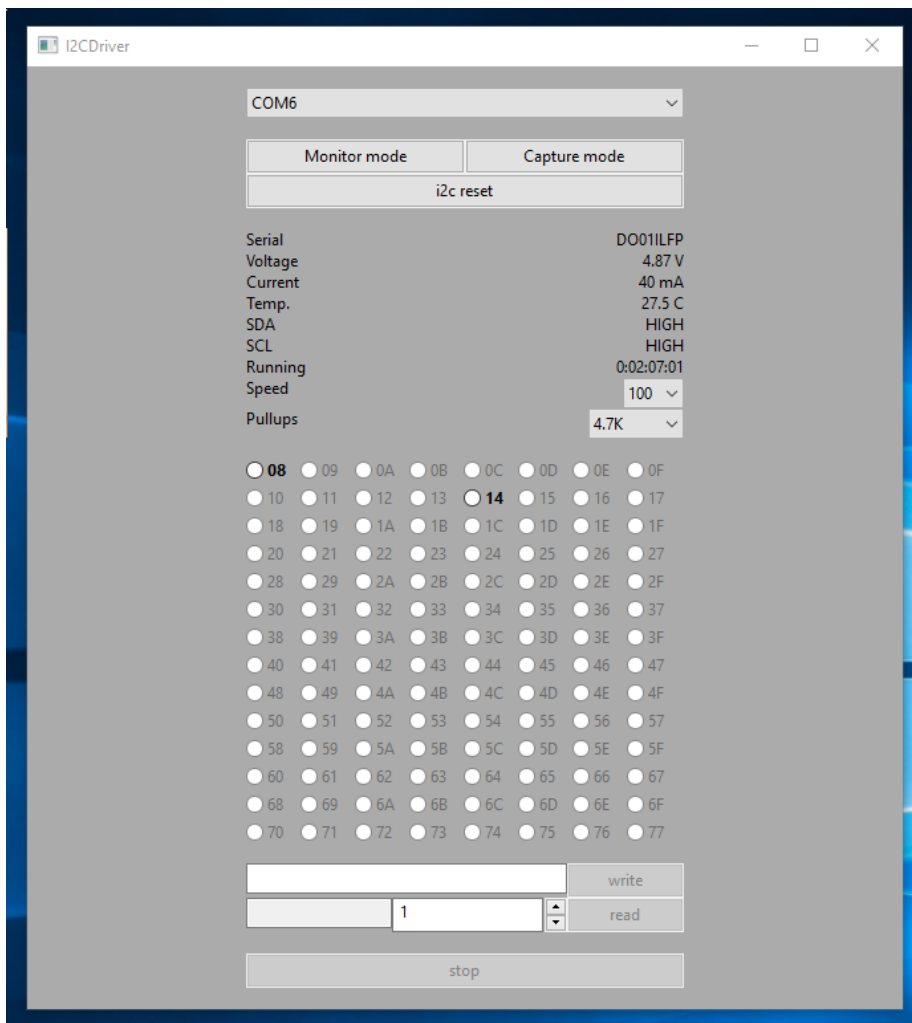 I2CDriver
COM6
Monitor mode Capture mode
i2c reset
Serial DO01ILFP
Voltage 4.87 V
Current 40 mA
Temp. 27.5 C
SDA HIGH
SCL HIGH
Running 0:02:07:01
Speed 100
Pullups 4.7K
08 09 0A 0B 0C 0D 0E 0F
10 11 12 13 14 15 16 17
18 19 1A 1B 1C 1D 1E 1F
20 21 22 23 24 25 26 27
28 29 2A 2B 2C 2D 2E 2F
30 31 32 33 34 35 36 37
38 39 3A 3B 3C 3D 3E 3F
40 41 42 43 44 45 46 47
48 49 4A 4B 4C 4D 4E 4F
50 51 52 53 54 55 56 57
58 59 5A 5B 5C 5D 5E 5F
60 61 62 63 64 65 66 67
68 69 6A 6B 6C 6D 6E 6F
70 71 72 73 74 75 76 77
write
1 read
stop